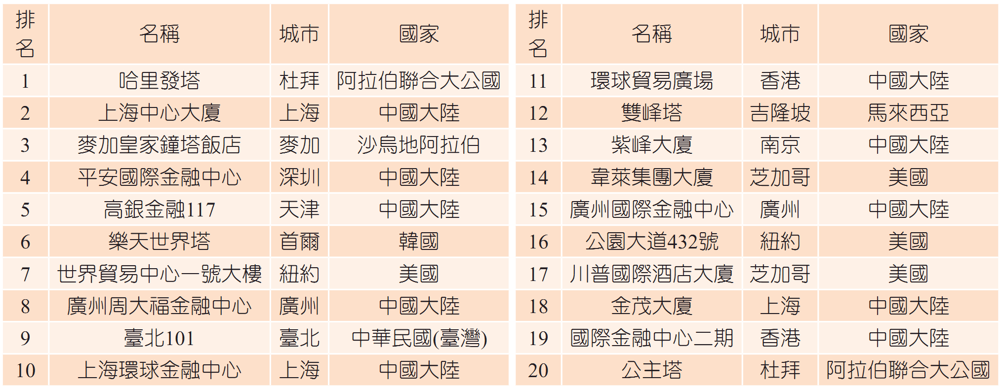 排名 名稱 城市 國家
1 哈里發塔 杜拜 阿拉伯聯合大公國
2 上海中心大廈 上海 中國大陸
3 麥加皇家鐘塔飯店 麥加 沙烏地阿拉伯
4 平安國際金融中心 深圳 中國大陸
5 高銀金融117 天津 中國大陸
6 樂天世界塔 首爾 韓國
7 世界貿易中心一號大樓 紐約 美國
8 廣州周大福金融中心 廣州 中國大陸
9 臺北101 臺北 中華民國(臺灣)
10 上海環球金融中心 上海 中國大陸
排名 名稱 城市 國家
11 環球貿易廣場 香港 中國大陸
12 雙峰塔 吉隆坡 馬來西亞
13 紫峰大廈 南京 中國大陸
14 韋萊集團大廈 芝加哥 美國
15 廣州國際金融中心 廣州 中國大陸
16 公園大道432號 紐約 美國
17 川普國際酒店大廈 芝加哥 美國
18 金茂大廈 上海 中國大陸
19 國際金融中心二期 香港 中國大陸
20 公主塔 杜拜 阿拉伯聯合大公國